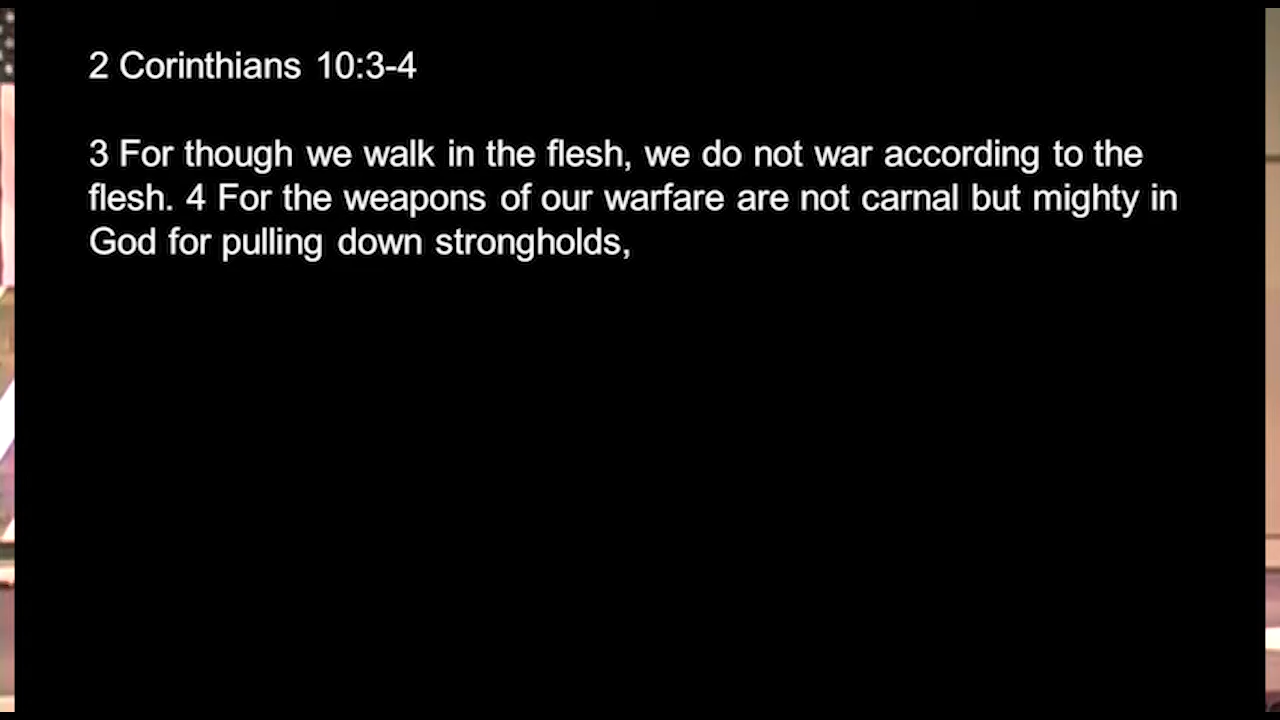 2 Corinthians 10:3-4
3 For though we walk in the flesh, we do not war according to the
flesh. 4 For the weapons of our warfare are not carnal but mighty in
God for pulling down strongholds,